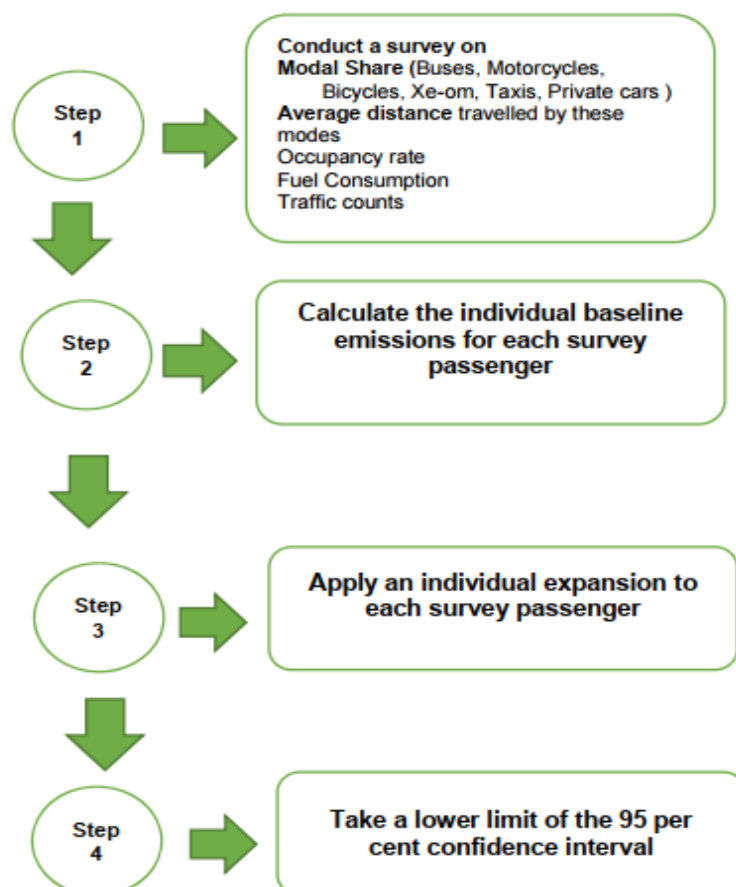 Step
1
Conduct a survey on
Modal Share (Buses, Motorcycles,
Bicycles, Xe-om, Taxis, Private cars )
Average distance travelled by these
modes
Occupancy rate
Fuel Consumption
Traffic counts
Step
2
Calculate the individual baseline
emissions for each survey
passenger
Step
3
Apply an individual expansion to
each survey passenger
Step
4
Take a lower limit of the 95 per
cent confidence interval